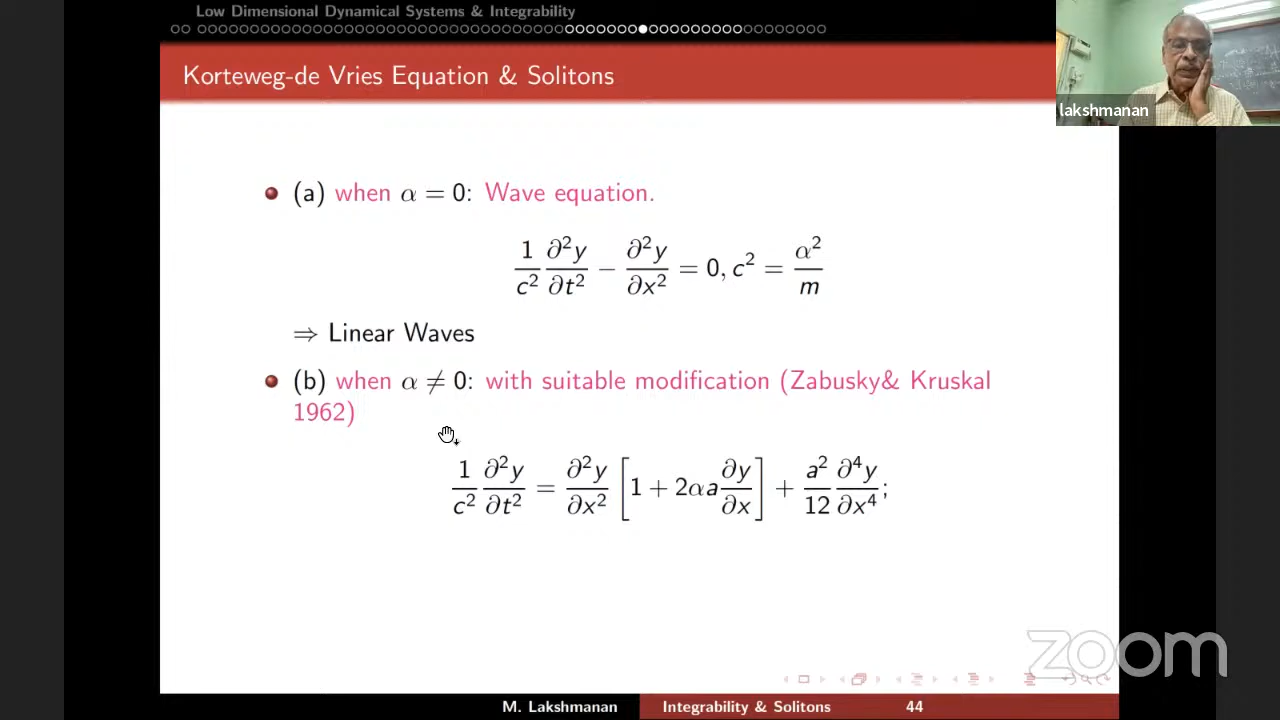 Low Dimensional Dynamical Systems & Integrability
Korteweg-de Vries Equation & Solitons
lakshmanan
(a) when α = 0: Wave equation.
1/c² ∂²y/∂t² − ∂²y/∂x² = 0, c² = α²/m
⇒ Linear Waves
(b) when α ≠ 0: with suitable modification (Zabusky& Kruskal
1962)
1/c² ∂²y/∂t² = ∂²y/∂x² [1 + 2αa ∂y/∂x] + a²/12 ∂⁴y/∂x⁴;
zoom
M. Lakshmanan Integrability & Solitons 44